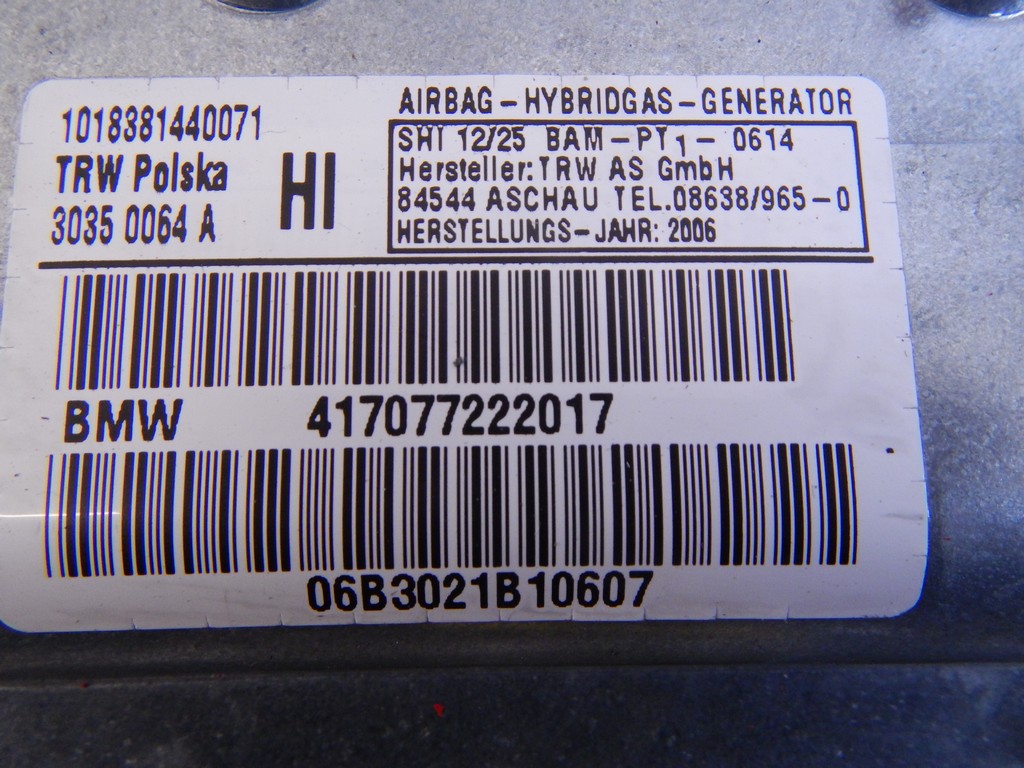 1018381440071
TRW Polska
3035 0064 A
HI
AIRBAG-HYBRIDGAS-GENERATOR
SHI 12/25 BAM-PT1-0614
Hersteller: TRW AS GmbH
84544 ASCHAU TEL.08638/965-0
HERSTELLUNGS-JAHR: 2006
BMW 417077222017
06B3021B10607